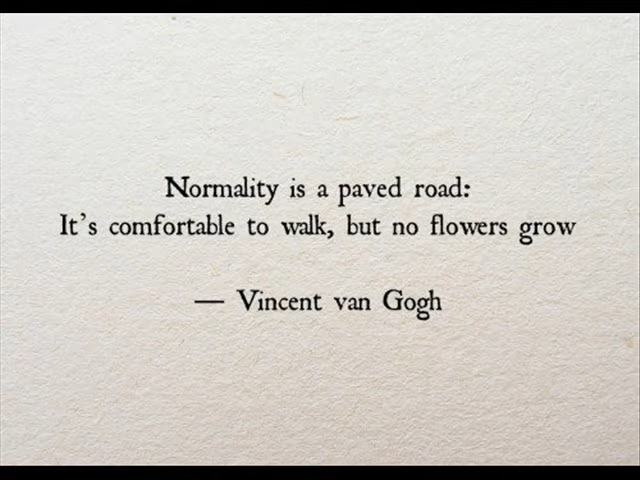 Normality is a paved road:
It's comfortable to walk, but no flowers grow
— Vincent van Gogh